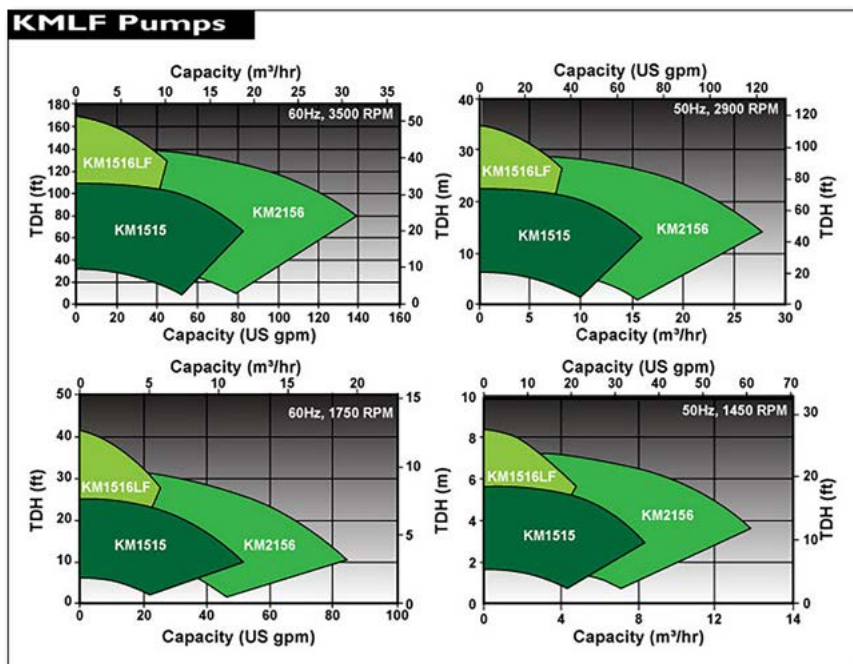 KMLF Pumps
Capacity (m³/hr)
0 5 10 15 20 25 30 35
60Hz, 3500 RPM
TDH (ft)
180
160
140
120
100
80
60
40
20
0
KM1516LF
KM1515
KM2156
50
40
30
20
10
0
0 20 40 60 80 100 120 140 160
Capacity (US gpm)
Capacity (US gpm)
0 20 40 60 80 100 120
50Hz, 2900 RPM
TDH (m)
40
30
20
10
0
KM1516LF
KM1515
KM2156
120
100
80
60
40
20
0
TDH (ft)
0 5 10 15 20 25 30
Capacity (m³/hr)
Capacity (m³/hr)
0 5 10 15 20
60Hz, 1750 RPM
TDH (ft)
50
40
30
20
10
0
KM1516LF
KM1515
KM2156
15
10
5
0
0 20 40 60 80 100
Capacity (US gpm)
Capacity (US gpm)
0 10 20 30 40 50 60 70
50Hz, 1450 RPM
TDH (m)
10
8
6
4
2
0
KM1516LF
KM1515
KM2156
30
20
10
0
TDH (ft)
0 4 8 12 14
Capacity (m³/hr)